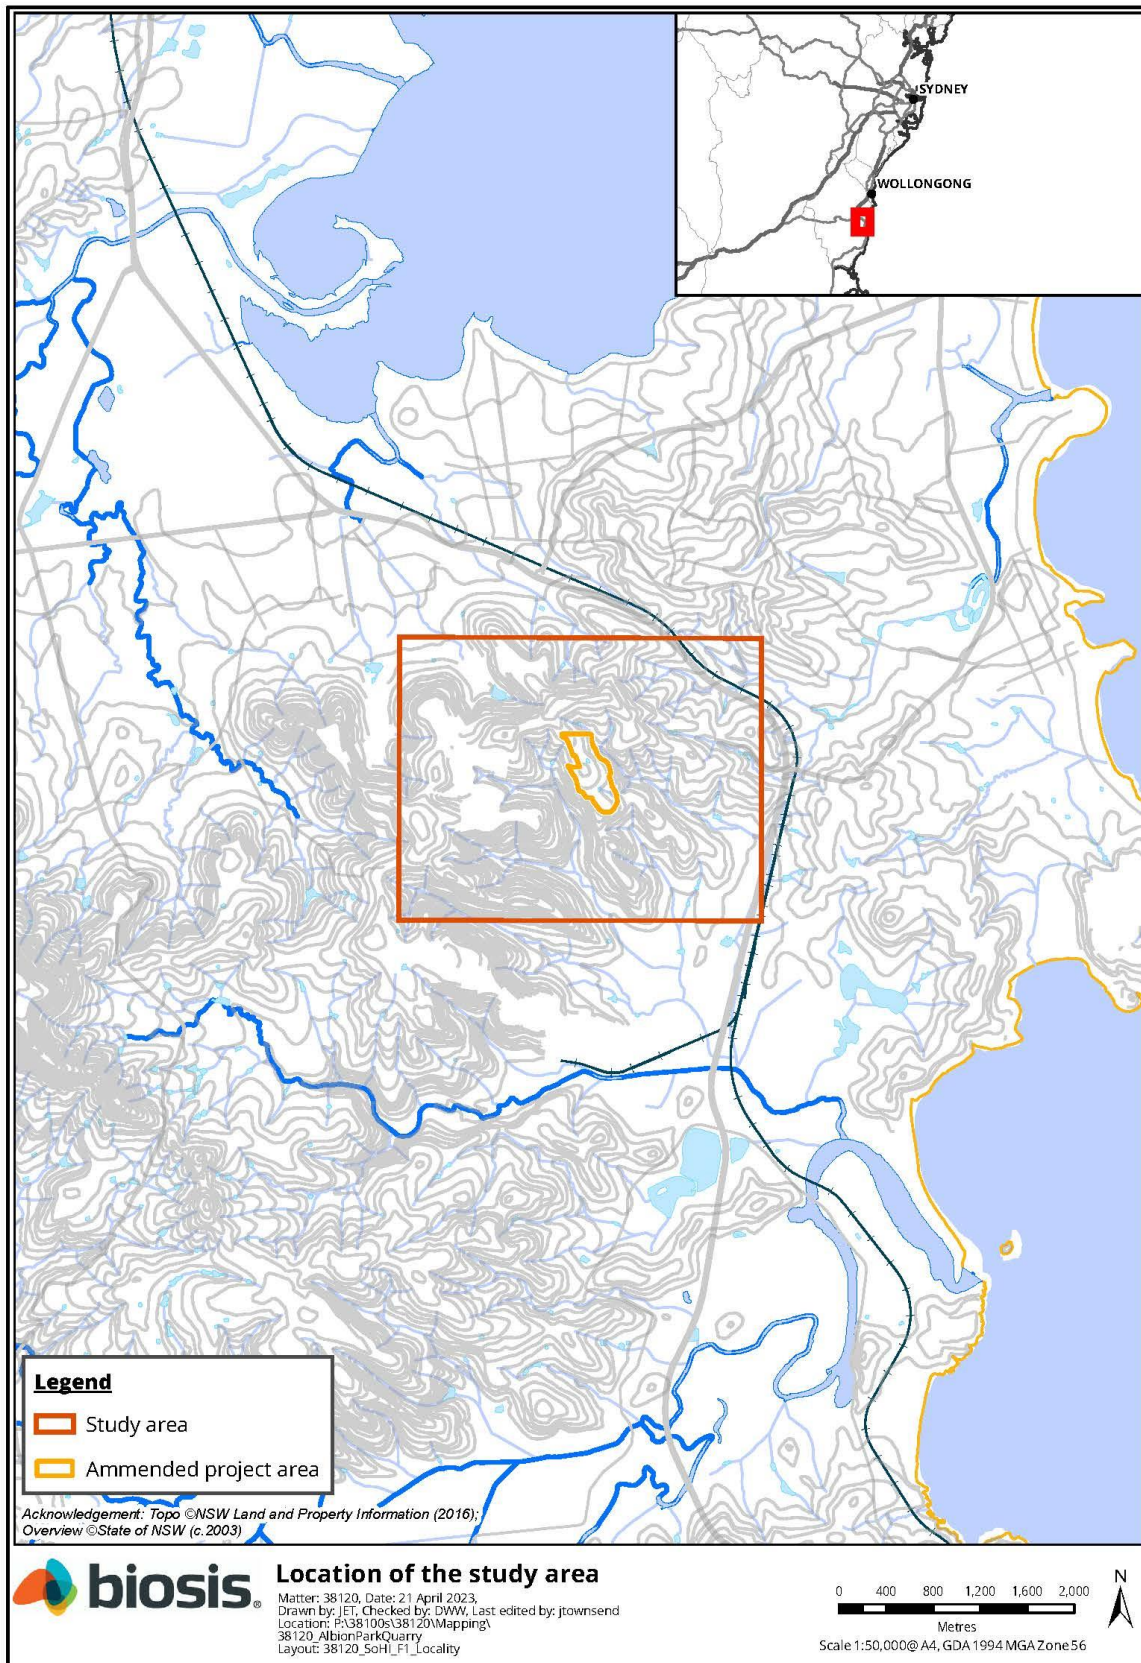 SYDNEY
WOLLONGONG
Legend
Study area
Ammended project area
Acknowledgement: Topo ©NSW Land and Property Information (2016);
Overview ©State of NSW (c.2003)
biosis.
Location of the study area
Matter: 38120, Date: 21 April 2023,
Drawn by: JET, Checked by: DWW, Last edited by: jtownsend
Location: P:\38100s\38120\Mapping\
38120_AlbionParkQuarry
Layout: 38120_SoHI_F1_Locality
0 400 800 1,200 1,600 2,000
Metres
Scale 1:50,000@ A4, GDA 1994 MGA Zone 56
N